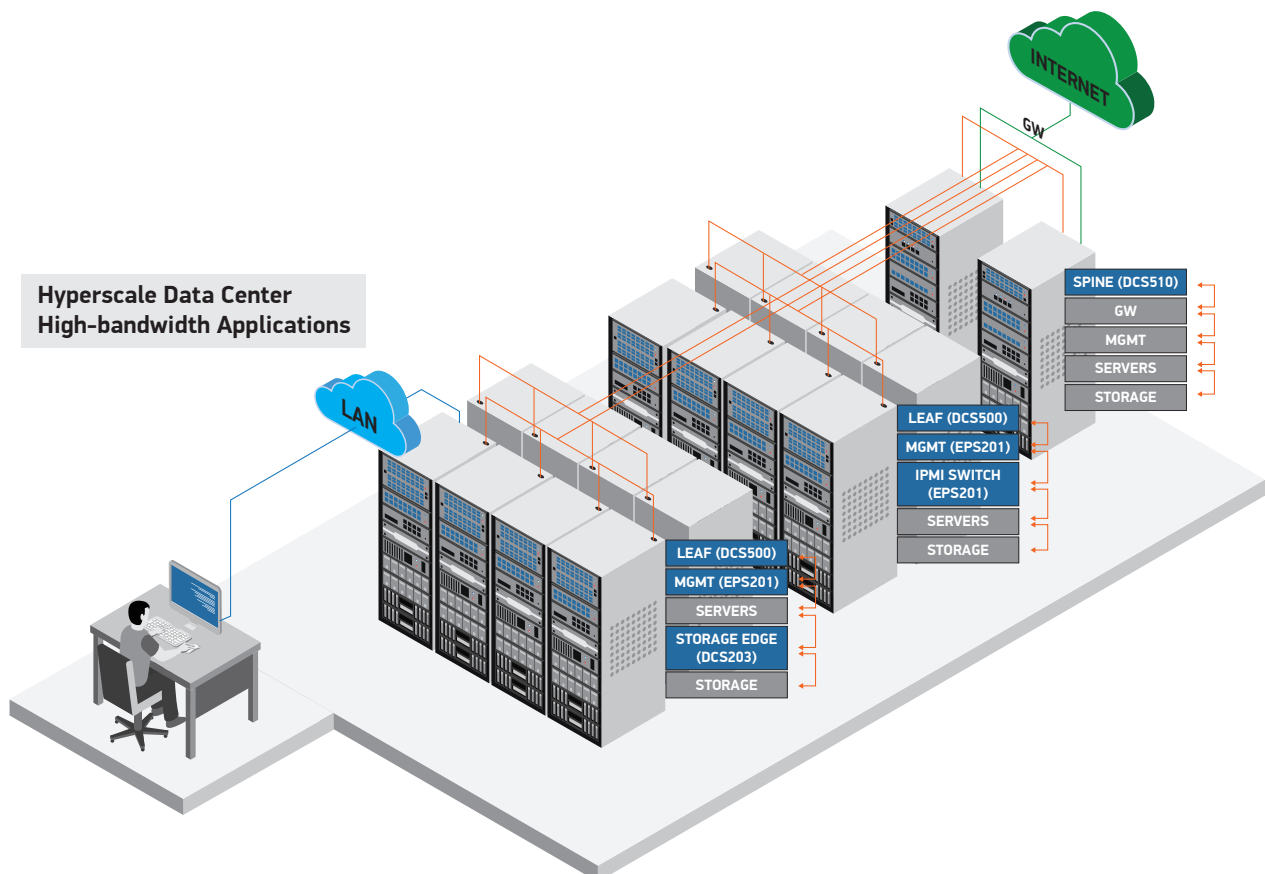 INTERNET
GW
Hyperscale Data Center
High-bandwidth Applications
SPINE (DCS510)
GW
MGMT
SERVERS
STORAGE
LAN
LEAF (DCS500)
MGMT (EPS201)
IPMI SWITCH
(EPS201)
SERVERS
STORAGE
LEAF (DCS500)
MGMT (EPS201)
SERVERS
STORAGE EDGE
(DCS203)
STORAGE